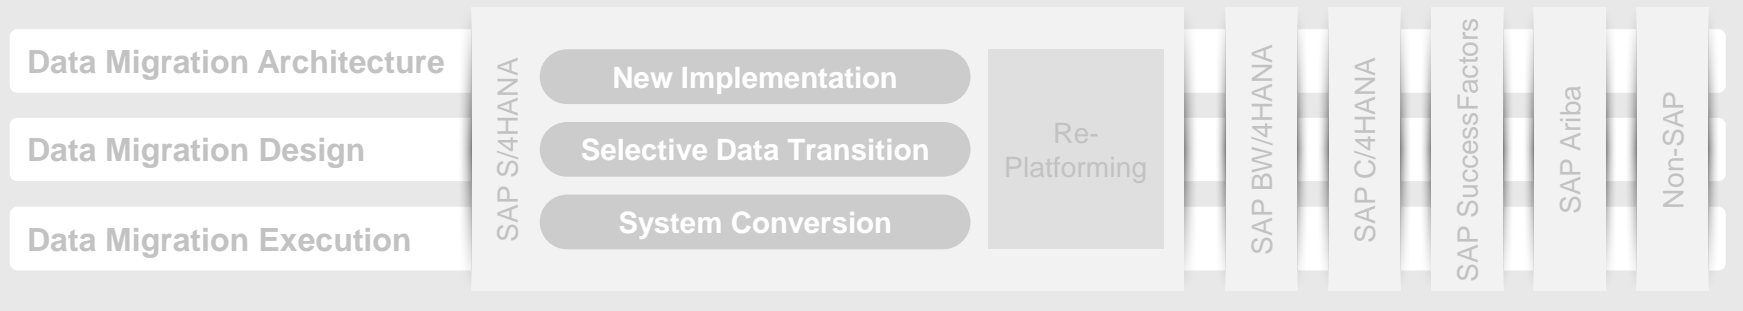 Data Migration Architecture
Data Migration Design
Data Migration Execution
SAP S/4HANA
New Implementation
Selective Data Transition
System Conversion
Re-
Platforming
SAP BW/4HANA
SAP C/4HANA
SAP SuccessFactors
SAP Ariba
Non-SAP